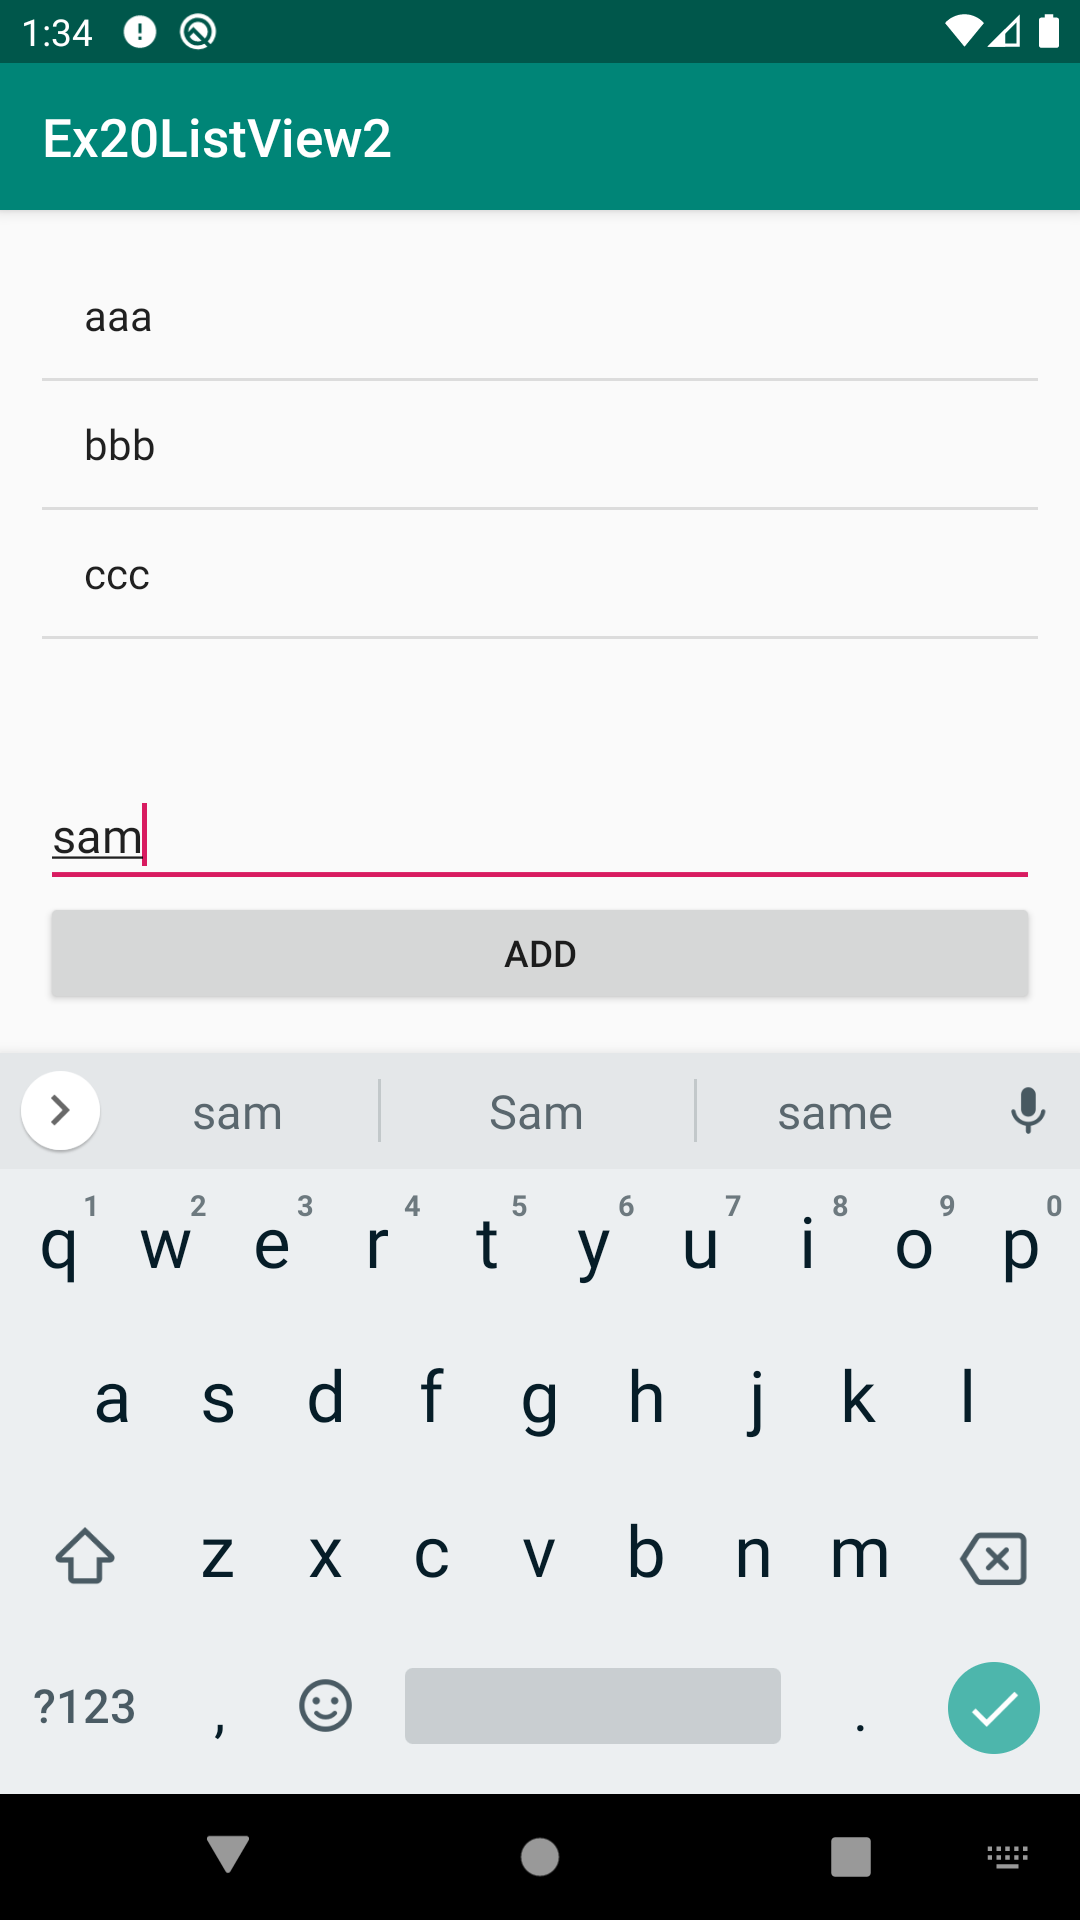 1:34
Ex20ListView2
aaa
bbb
ccc
sam
ADD
sam Sam same
1 2 3 4 5 6 7 8 9 0
q w e r t y u i o p
a s d f g h j k l
z x c v b n m
?123 , .